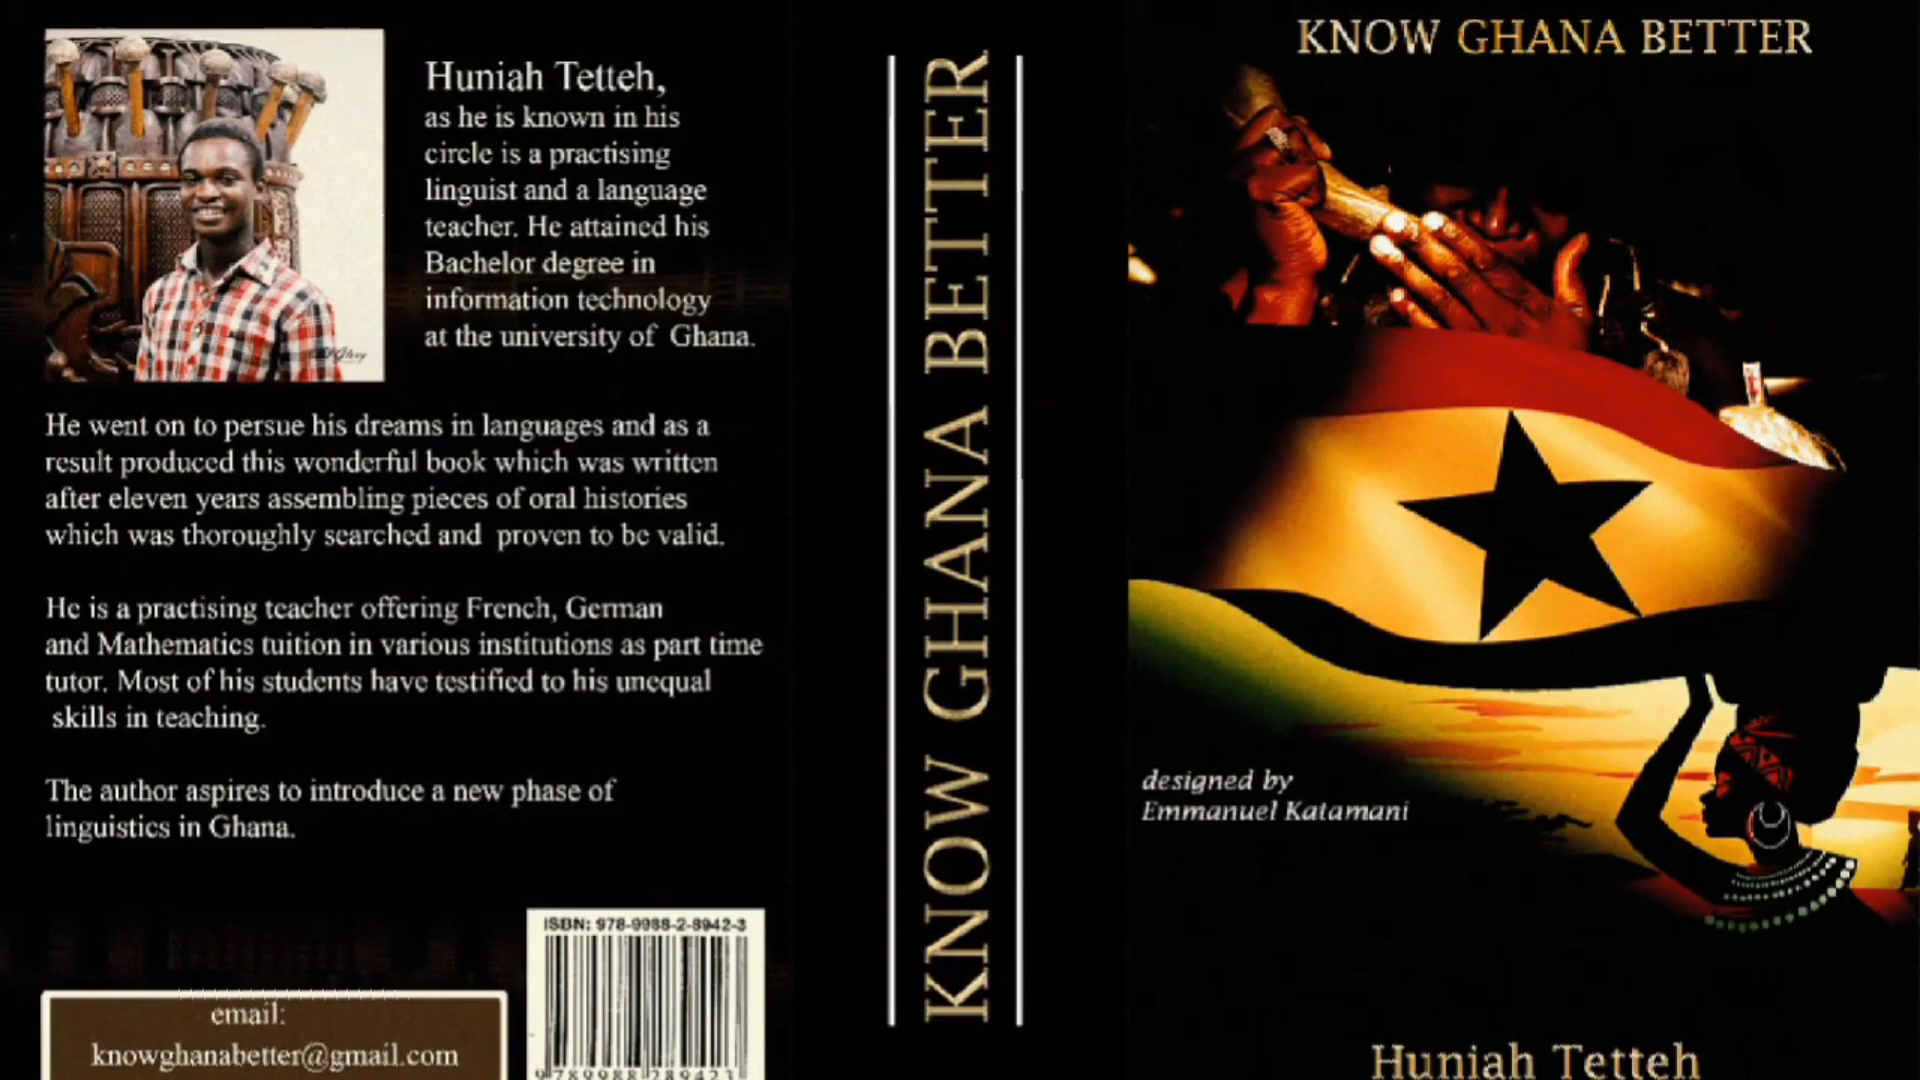 Huniah Tetteh,
as he is known in his
circle is a practising
linguist and a language
teacher. He attained his
Bachelor degree in
information technology
at the university of Ghana.
He went on to persue his dreams in languages and as a
result produced this wonderful book which was written
after eleven years assembling pieces of oral histories
which was thoroughly searched and proven to be valid.
He is a practising teacher offering French, German
and Mathematics tuition in various institutions as part time
tutor. Most of his students have testified to his unequal
skills in teaching.
The author aspires to introduce a new phase of
linguistics in Ghana.
email:
knowghanabetter@gmail.com
ISBN: 978-9988-2-8942-3
9 789988 289423
KNOW GHANA BETTER
KNOW GHANA BETTER
designed by
Emmanuel Katamani
Huniah Tetteh